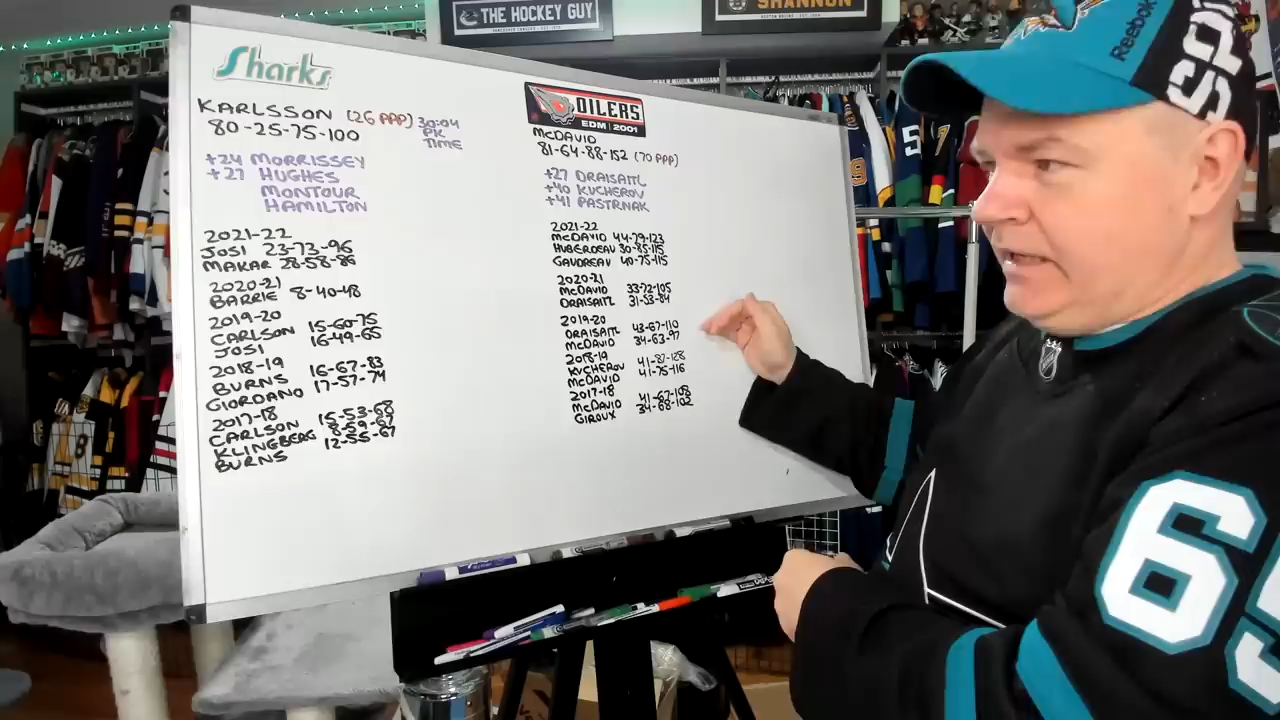 THE HOCKEY GUY
SHANNON
Sharks
KARLSSON (26 PPP)
80-25-75-100
30:04
PK
TIME
+24 MORRISSEY
+27 HUGHES
MONTOUR
HAMILTON
2021-22
JOSI 23-73-96
MAKAR 28-58-86
2020-21
BARRIE 8-40-48
2019-20
CARLSON 15-60-75
JOSI 16-49-65
2018-19
BURNS 16-67-83
GIORDANO 17-57-74
2017-18
CARLSON 15-53-68
KLINGBERG 8-59-67
BURNS 12-55-67
OILERS
EDM 2001
MCDAVID
81-64-88-152 (70 PPP)
+27 DRAISAITL
+40 KUCHEROV
+41 PASTRNAK
2021-22
MCDAVID 44-79-123
HUBERDEAU 30-85-115
GAUDREAU 40-75-115
2020-21
MCDAVID 33-72-105
DRAISAITL 31-53-84
2019-20
DRAISAITL 43-67-110
MCDAVID 34-63-97
2018-19
KUCHEROV 41-87-128
MCDAVID 41-75-116
2017-18
MCDAVID 41-67-108
GIROUX 34-68-102
Reebok
5
7
8
65
NHL